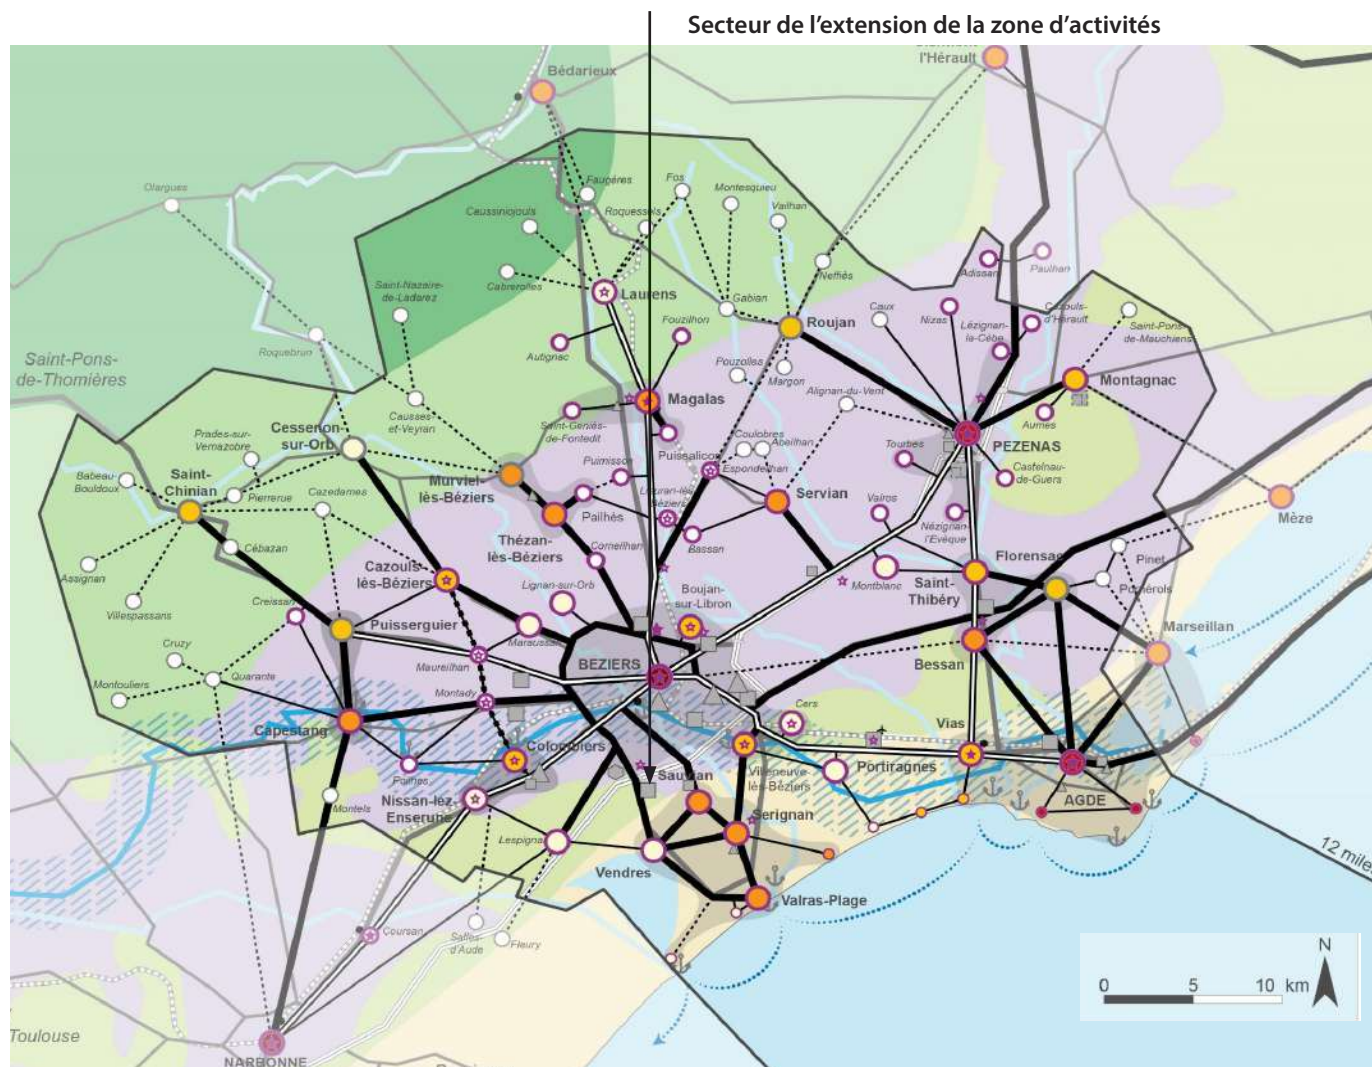 Secteur de l'extension de la zone d'activités
l'Hérault
Bédarieux
Olargues
Faugères
Fos
Montesquieu
Vailhan
Caussiniojouls
Roquessels
Adissan
Paulhan
Neffiès
Cabrerolles
Saint-Nazaire-
de-Ladarez
Laurens
Gabian
Caux
Nizas
Lézignan-
la-Cèbe
Cazouls-
d'Hérault
Saint-Pons-
de-Mauchiens
Fouzilhon
Roujan
Roquebrun
Autignac
Saint-Pons-
de-Thomières
Pouzolles
Margon
Alignan-du-Vent
Montagnac
Magalas
Causses-
et-Veyran
Saint-Geniès-
de-Fontedit
Aumes
Cessenon-
sur-Orb
Prades-sur-
Vernazobre
Coulobres
Abeilhan
Tourbes
PEZENAS
Puissalicon
Espondeilhan
Puimisson
Castelnau-
de-Guers
Babeau-
Bouldoux
Saint-
Chinian
Pierrerue
Cazedarnes
Murviel-
lès-Béziers
Lieuran-lès-
Béziers
Servian
Valros
Mèze
Pailhès
Thézan-
lès-Béziers
Corneilhan
Bassan
Nézignan
l'Evèque
Cébazan
Cazouls-
lès-Béziers
Florensac
Pinet
Assignan
Lignan-sur-Orb
Boujan-
sur-Libron
Montblanc
Saint-
Thibéry
Pomérols
Villespassans
Creissan
Puisserguier
Maraussan
Marseillan
Cruzy
Maureilhan
BEZIERS
Bessan
Quarante
Montouliers
Montady
Cers
Vias
Capestang
Colombiers
Poilhes
Sauvian
Villeneuve-
lès-Béziers
Portiragnes
Montels
Nissan-lez-
Enserune
Serignan
AGDE
Lespignan
Vendres
12 mile
Valras-Plage
Coursan
Salles-
d'Aude
Fleury
N
0 5 10 km
Toulouse
NARBONNE